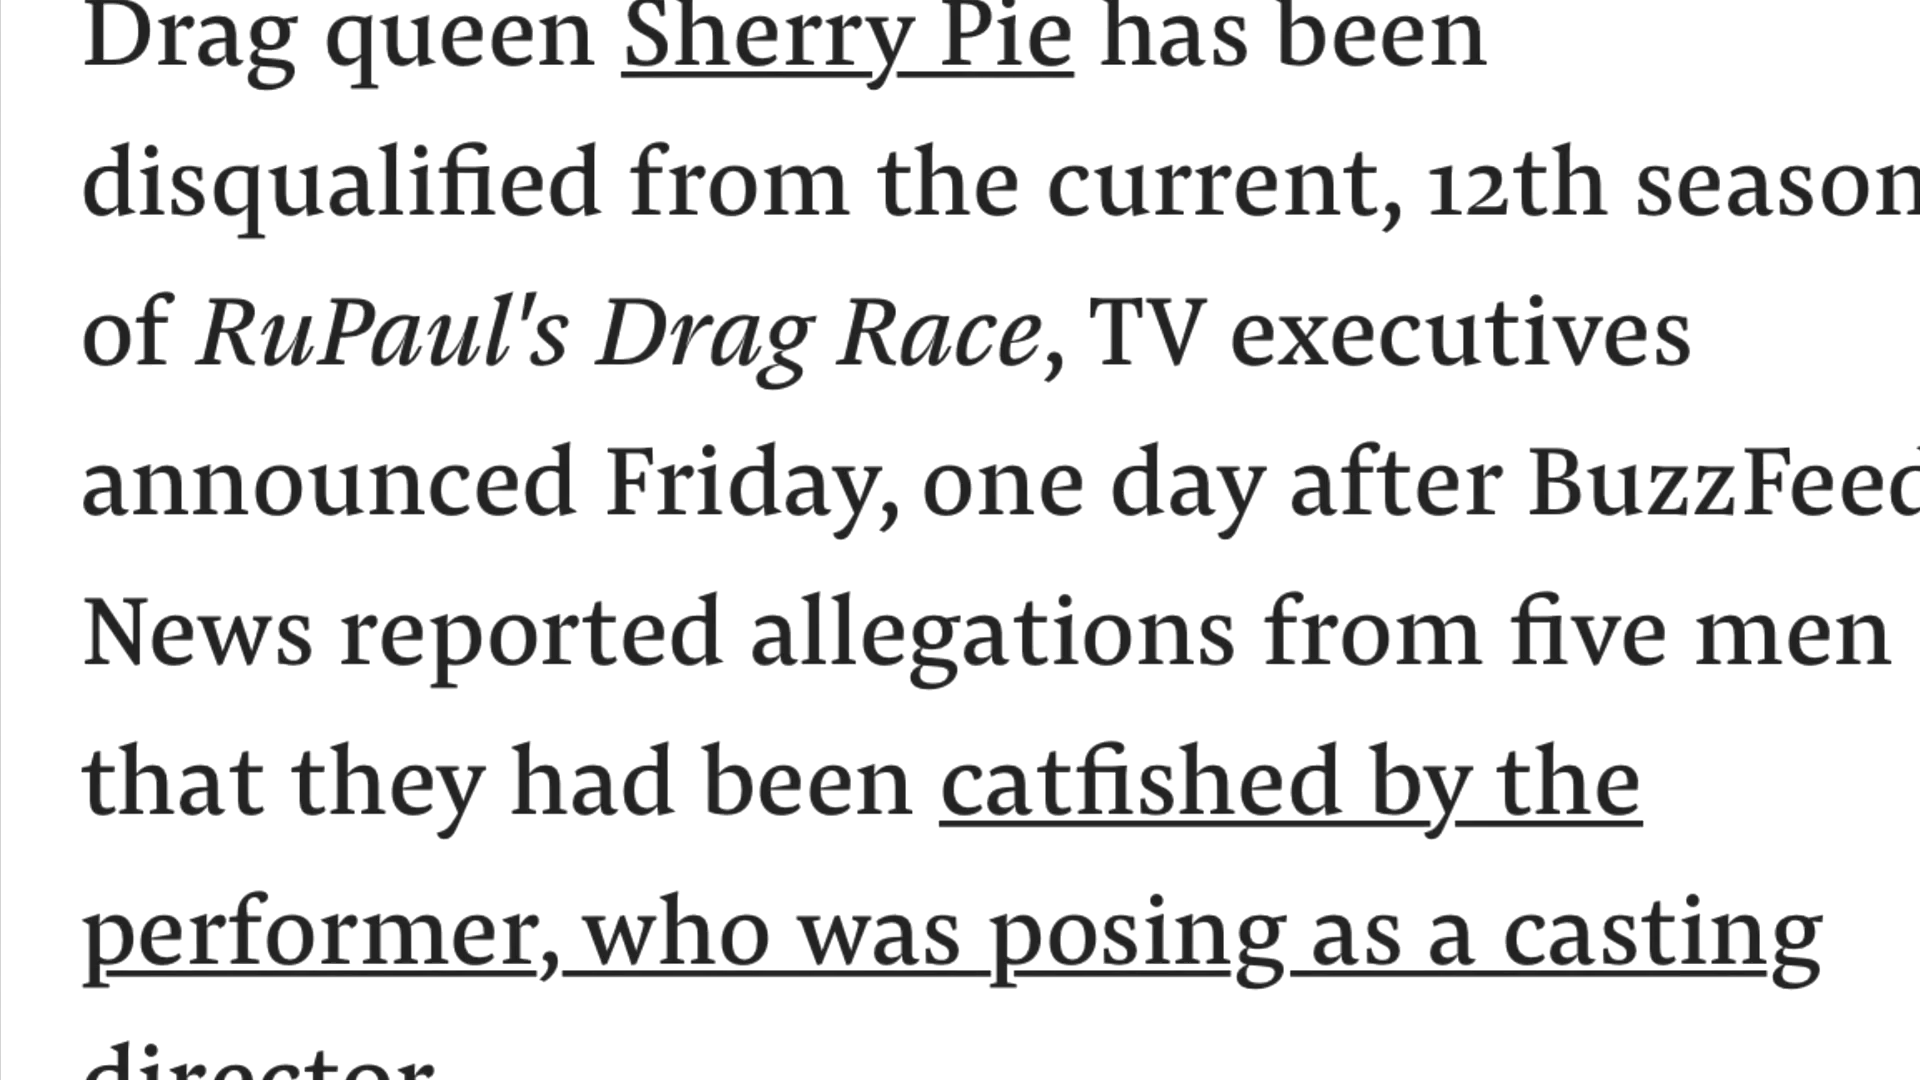 Drag queen Sherry Pie has been
disqualified from the current, 12th season
of RuPaul's Drag Race, TV executives
announced Friday, one day after BuzzFeed
News reported allegations from five men
that they had been catfished by the
performer, who was posing as a casting
director